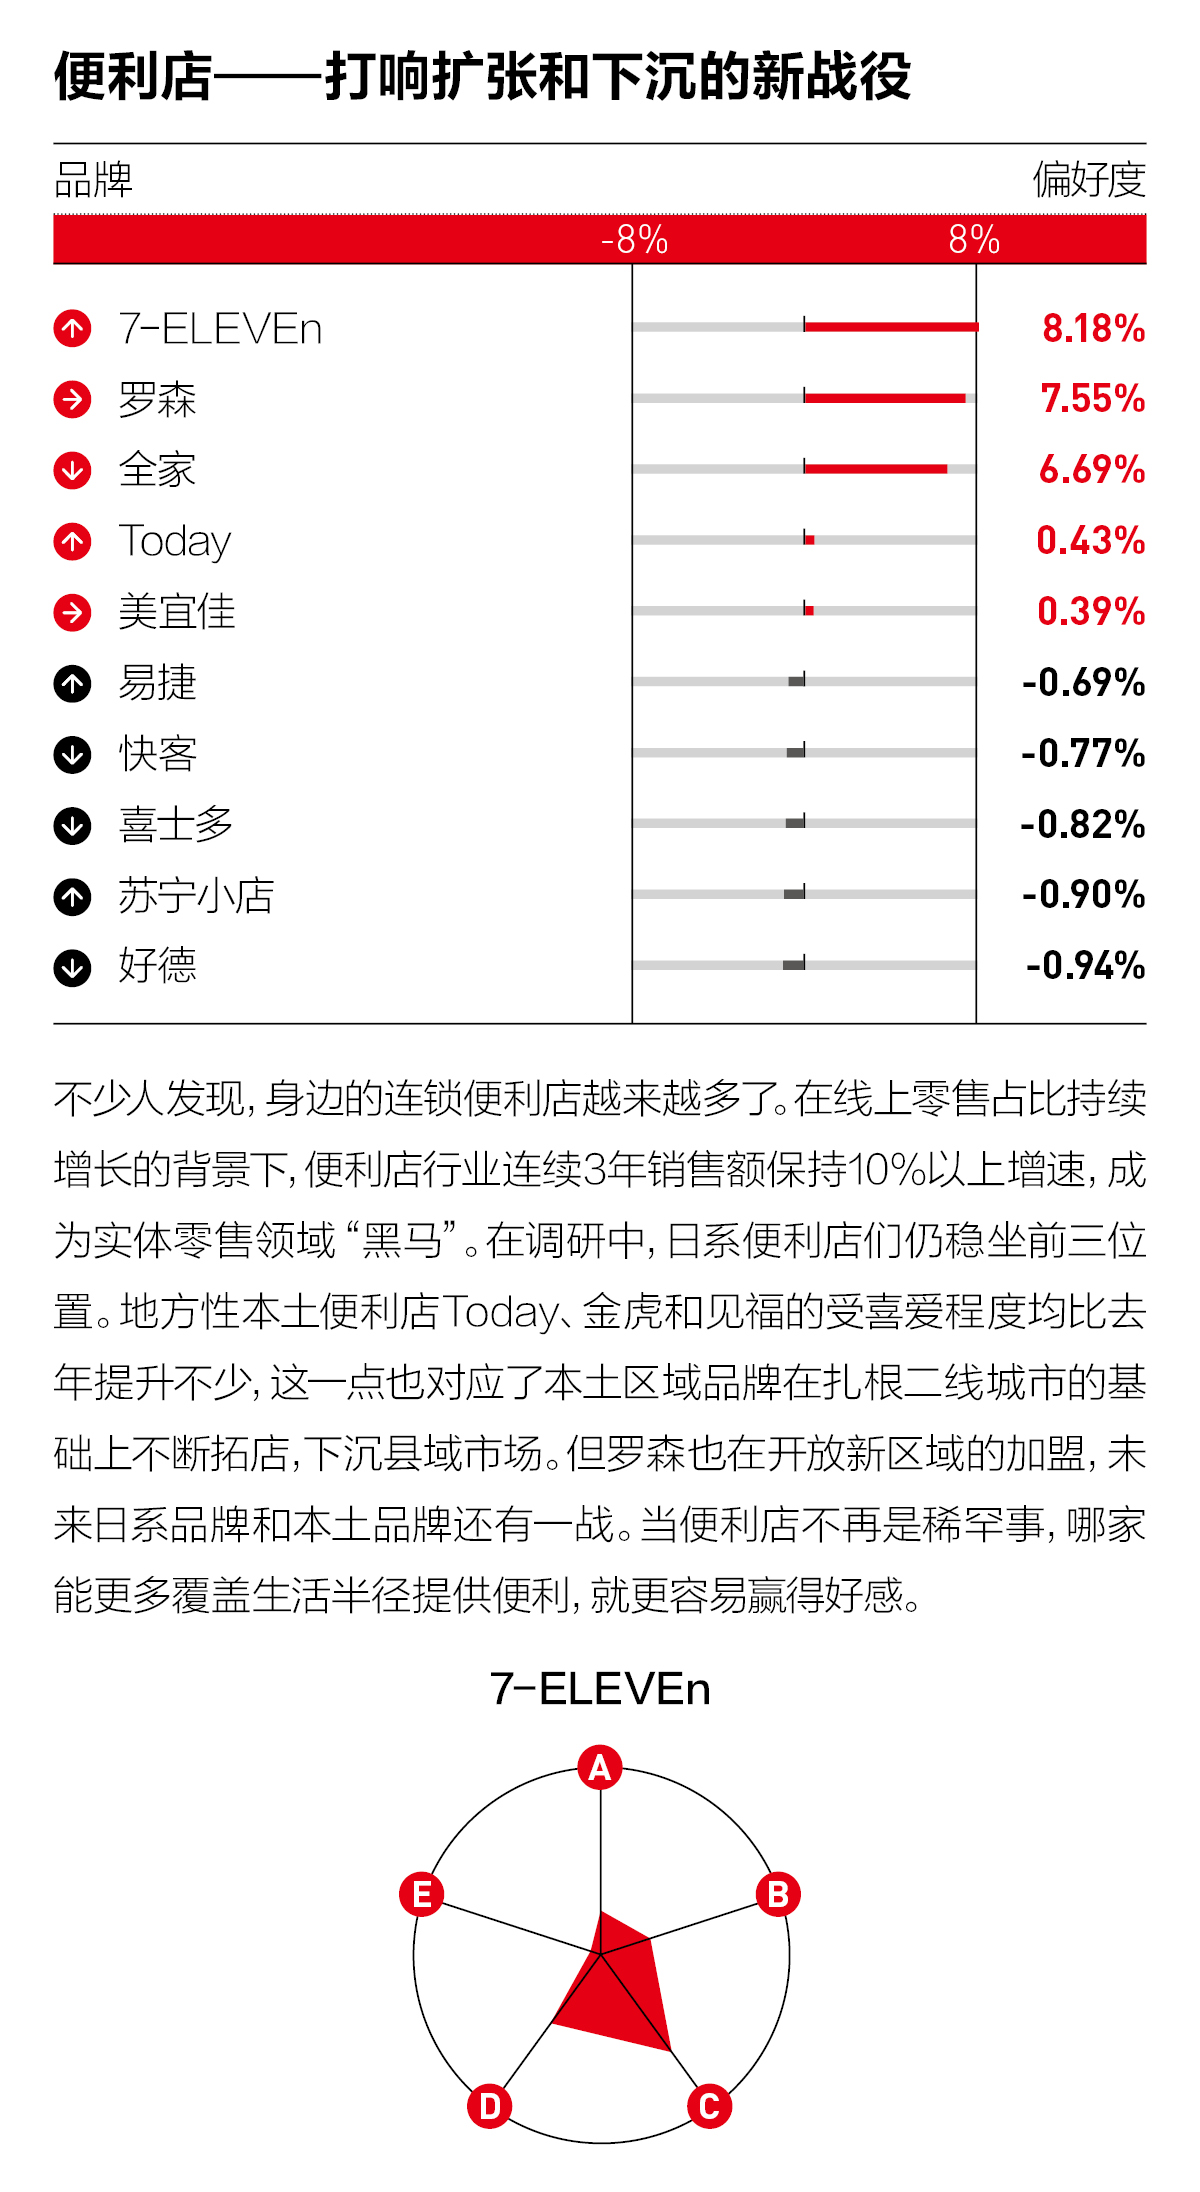 便利店——打响扩张和下沉的新战役
品牌 偏好度
-8% 8%
7-ELEVEn 8.18%
罗森 7.55%
全家 6.69%
Today 0.43%
美宜佳 0.39%
易捷 -0.69%
快客 -0.77%
喜士多 -0.82%
苏宁小店 -0.90%
好德 -0.94%
不少人发现，身边的连锁便利店越来越多了。在线上零售占比持续
增长的背景下，便利店行业连续3年销售额保持10%以上增速，成
为实体零售领域“黑马”。在调研中，日系便利店们仍稳坐前三位
置。地方性本土便利店Today、金虎和见福的受喜爱程度均比去
年提升不少，这一点也对应了本土区域品牌在扎根二线城市的基
础上不断拓店，下沉县域市场。但罗森也在开放新区域的加盟，未
来日系品牌和本土品牌还有一战。当便利店不再是稀罕事，哪家
能更多覆盖生活半径提供便利，就更容易赢得好感。
7-ELEVEn
A
E B
D C